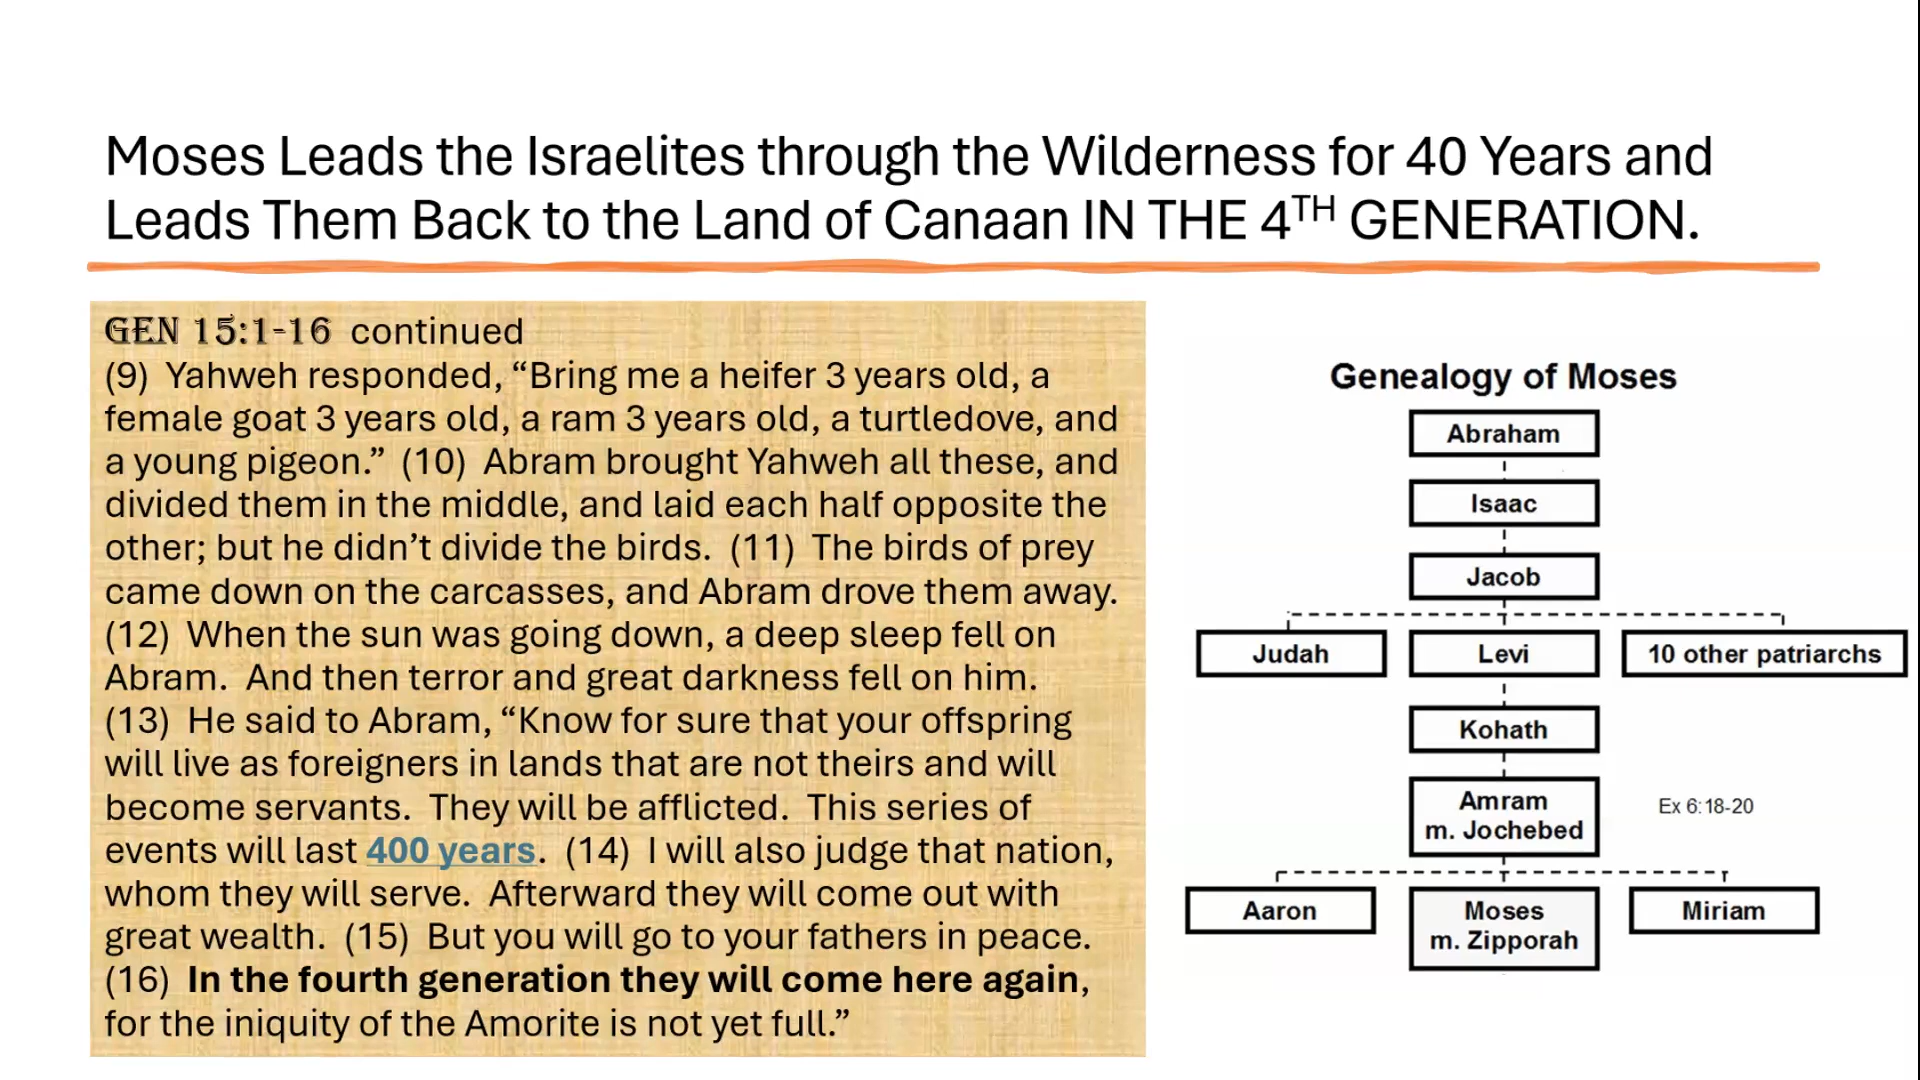 Moses Leads the Israelites through the Wilderness for 40 Years and
Leads Them Back to the Land of Canaan IN THE 4TH GENERATION.
GEN 15:1-16 continued
(9) Yahweh responded, “Bring me a heifer 3 years old, a
female goat 3 years old, a ram 3 years old, a turtledove, and
a young pigeon.” (10) Abram brought Yahweh all these, and
divided them in the middle, and laid each half opposite the
other; but he didn’t divide the birds. (11) The birds of prey
came down on the carcasses, and Abram drove them away.
(12) When the sun was going down, a deep sleep fell on
Abram. And then terror and great darkness fell on him.
(13) He said to Abram, “Know for sure that your offspring
will live as foreigners in lands that are not theirs and will
become servants. They will be afflicted. This series of
events will last 400 years. (14) I will also judge that nation,
whom they will serve. Afterward they will come out with
great wealth. (15) But you will go to your fathers in peace.
(16) In the fourth generation they will come here again,
for the iniquity of the Amorite is not yet full.”
Genealogy of Moses
Abraham
Isaac
Jacob
Judah
Levi
10 other patriarchs
Kohath
Amram
m. Jochebed
Ex 6:18-20
Aaron
Moses
m. Zipporah
Miriam